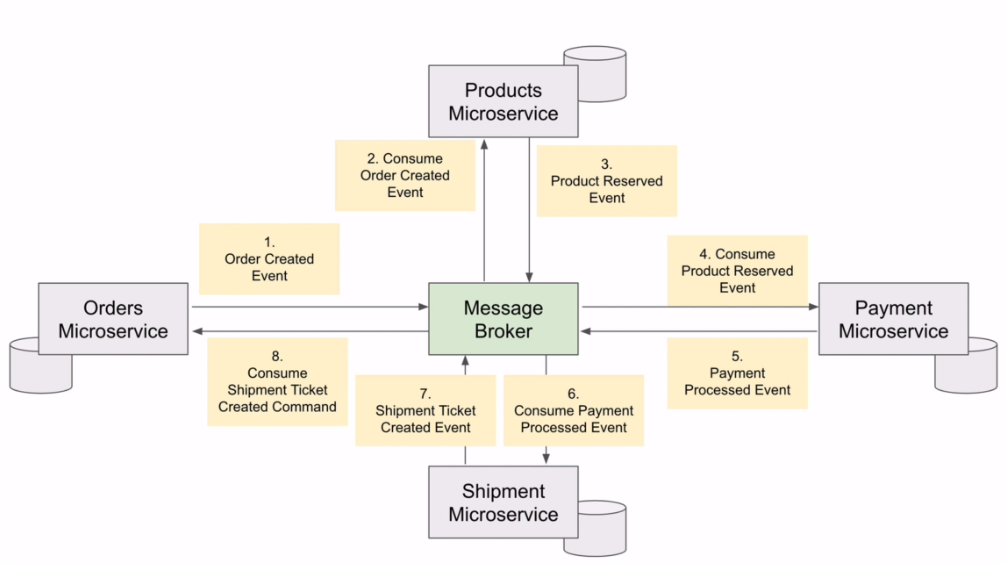 Products
Microservice
2. Consume
Order Created
Event
3.
Product Reserved
Event
1.
Order Created
Event
4. Consume
Product Reserved
Event
Orders
Microservice
Message
Broker
Payment
Microservice
8.
Consume
Shipment Ticket
Created Command
7.
Shipment Ticket
Created Event
6.
Consume Payment
Processed Event
5.
Payment
Processed Event
Shipment
Microservice